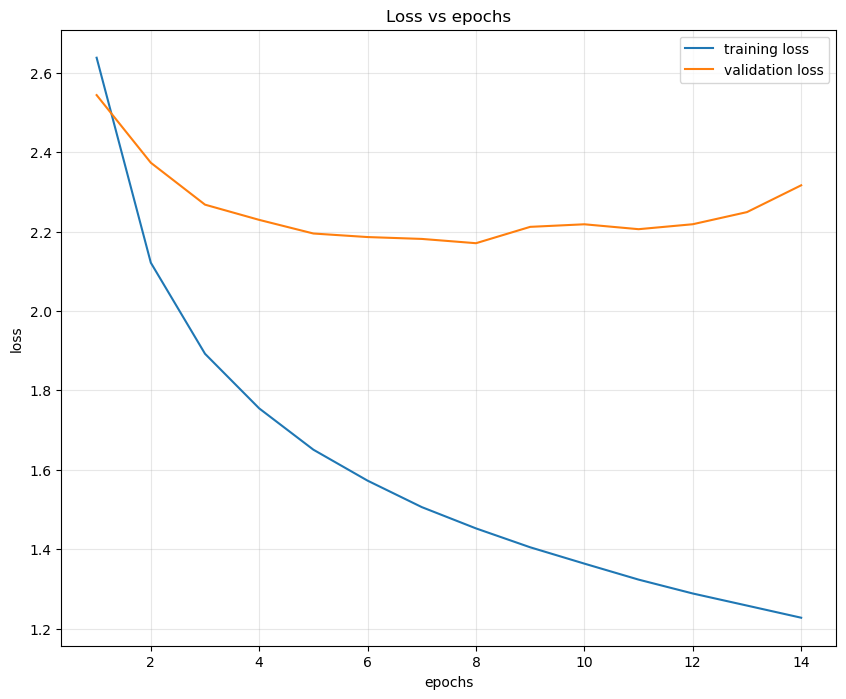 Loss vs epochs
training loss
validation loss
2.6
2.4
2.2
2.0
1.8
1.6
1.4
1.2
loss
2 4 6 8 10 12 14
epochs